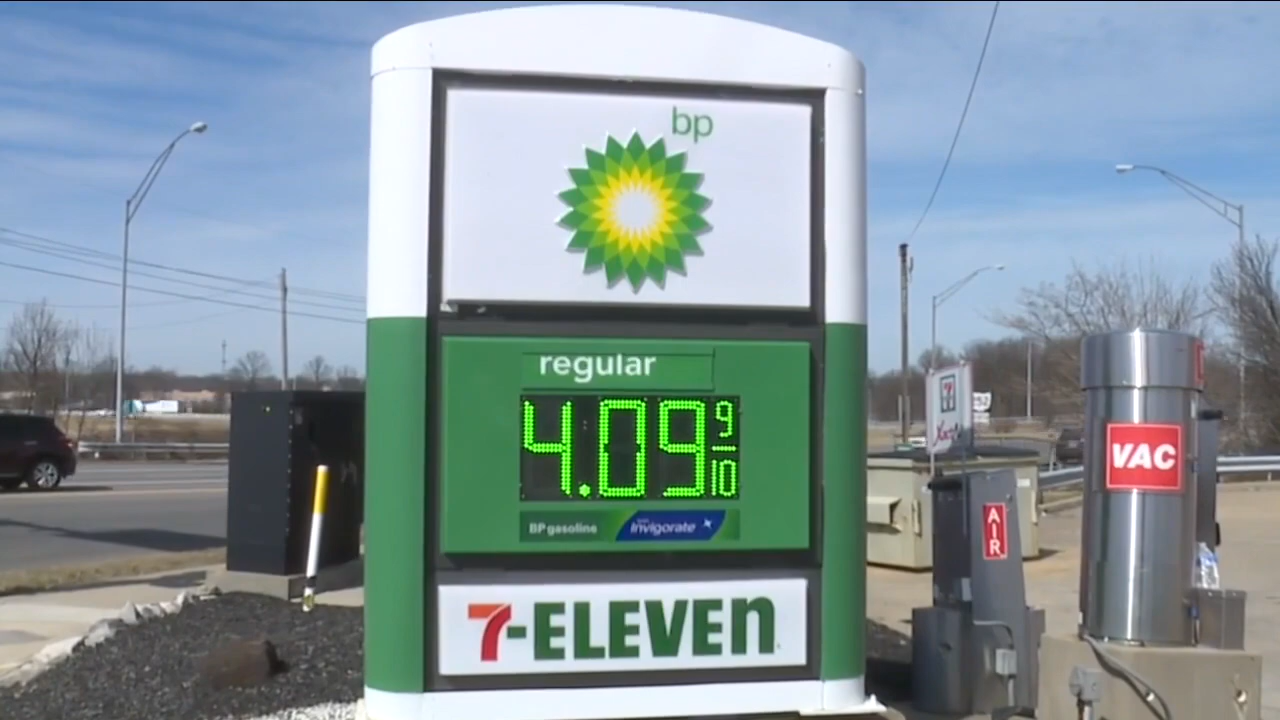 bp
regular
4.09 9/10
BP gasoline Invigorate
7-ELEVEn
VAC
AIR